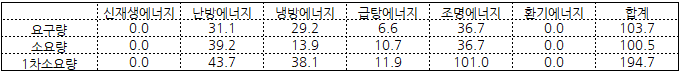 신재생에너지 난방에너지 냉방에너지 급탕에너지 조명에너지 환기에너지 합계
요구량 0.0 31.1 29.2 6.6 36.7 0.0 103.7
소요량 0.0 39.2 13.9 10.7 36.7 0.0 100.5
1차소요량 0.0 43.7 38.1 11.9 101.0 0.0 194.7